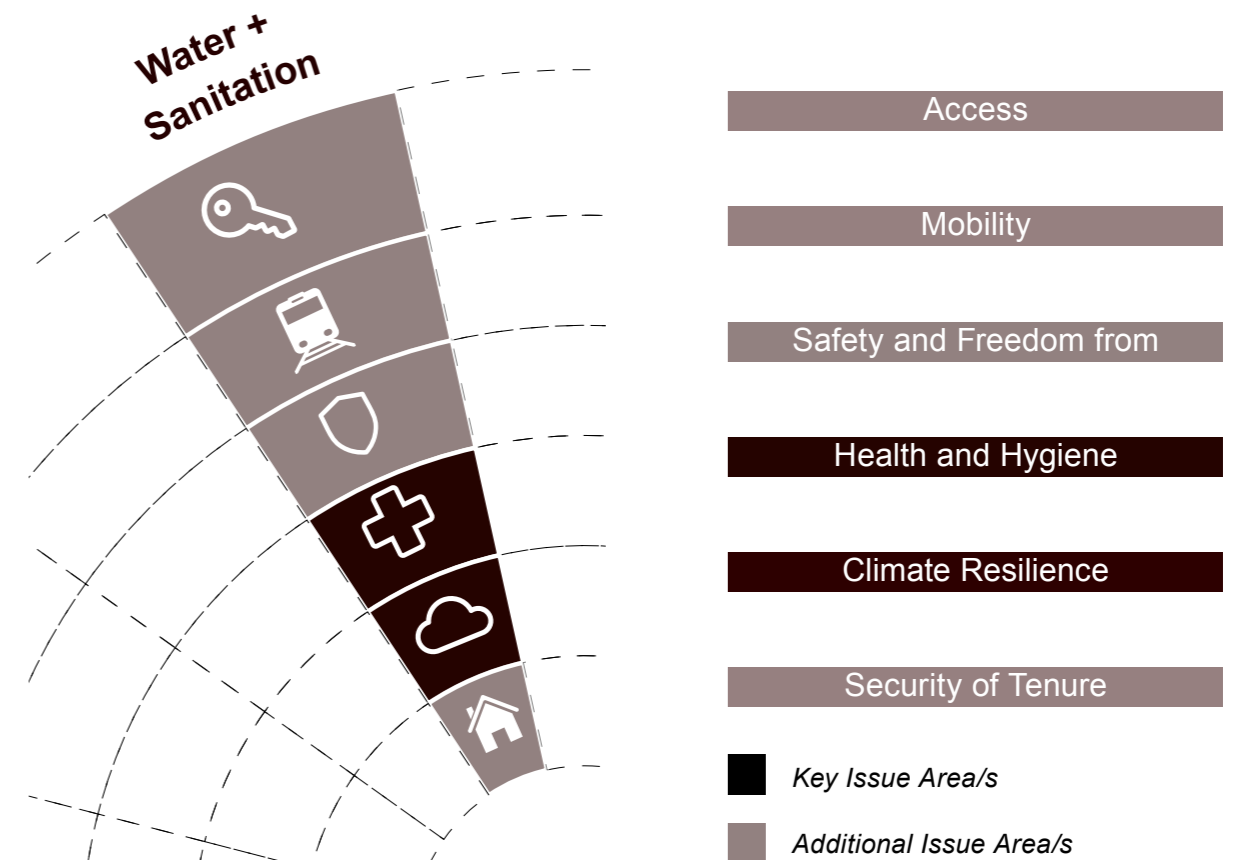 Water +
Sanitation
Access
Mobility
Safety and Freedom from
Health and Hygiene
Climate Resilience
Security of Tenure
Key Issue Area/s
Additional Issue Area/s